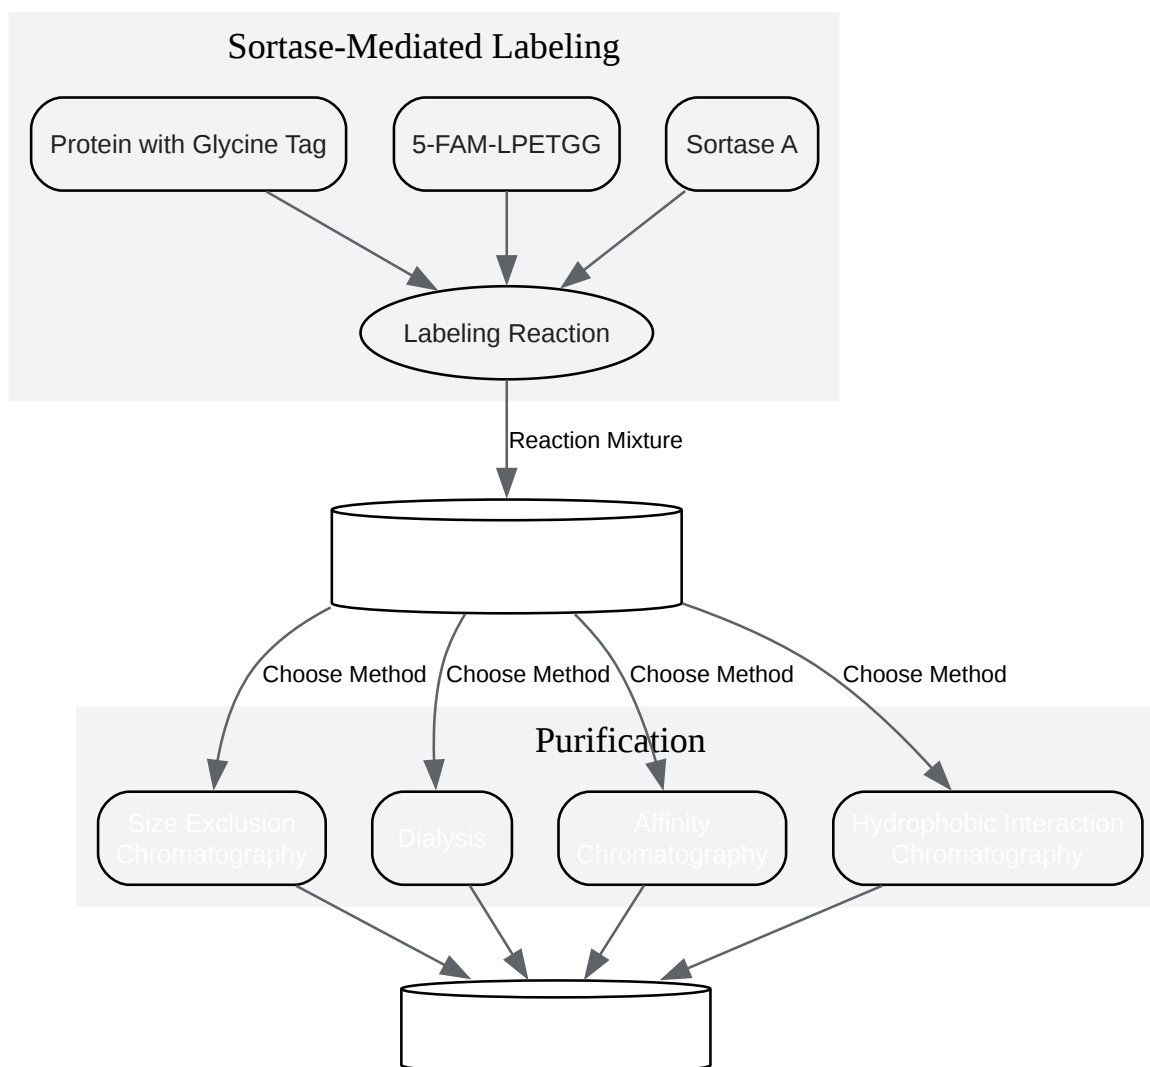 Sortase-Mediated Labeling
Protein with Glycine Tag
5-FAM-LPETGG
Sortase A
Labeling Reaction
Reaction Mixture
Choose Method
Choose Method
Choose Method
Choose Method
Purification
Size Exclusion
Chromatography
Dialysis
Affinity
Chromatography
Hydrophobic Interaction
Chromatography